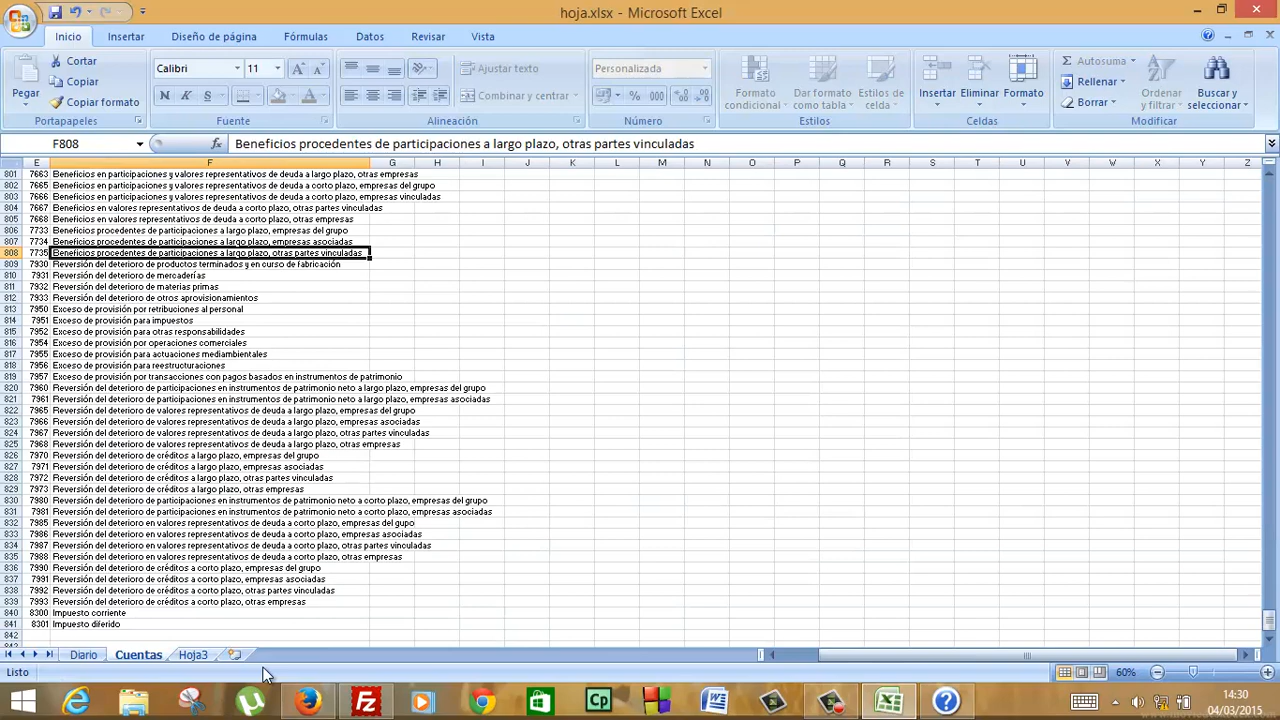 hoja.xlsx - Microsoft Excel
Inicio Insertar Diseño de página Fórmulas Datos Revisar Vista
Pegar
Cortar
Copiar
Copiar formato
Portapapeles
Calibri 11
N K S
Fuente
Ajustar texto
Combinar y centrar
Alineación
Personalizada
% 000
Número
Formato condicional
Dar formato como tabla
Estilos de celda
Estilos
Insertar Eliminar Formato
Celdas
Autosuma
Rellenar
Borrar
Ordenar y filtrar
Buscar y seleccionar
Modificar
F808 fx Beneficios procedentes de participaciones a largo plazo, otras partes vinculadas
E F G H I J K L M N O P Q R S T U V W X Y Z
801 7663 Beneficios en participaciones y valores representativos de deuda a largo plazo, otras empresas
802 7665 Beneficios en participaciones y valores representativos de deuda a corto plazo, empresas del grupo
803 7666 Beneficios en participaciones y valores representativos de deuda a corto plazo, empresas vinculadas
804 7667 Beneficios en valores representativos de deuda a corto plazo, otras partes vinculadas
805 7668 Beneficios en valores representativos de deuda a corto plazo, otras empresas
806 7733 Beneficios procedentes de participaciones a largo plazo, empresas del grupo
807 7734 Beneficios procedentes de participaciones a largo plazo, empresas asociadas
808 7735 Beneficios procedentes de participaciones a largo plazo, otras partes vinculadas
809 7930 Reversión del deterioro de productos terminados y en curso de fabricación
810 7931 Reversión del deterioro de mercaderías
811 7932 Reversión del deterioro de materias primas
812 7933 Reversión del deterioro de otros aprovisionamientos
813 7950 Exceso de provisión por retribuciones al personal
814 7951 Exceso de provisión para impuestos
815 7952 Exceso de provisión para otras responsabilidades
816 7954 Exceso de provisión por operaciones comerciales
817 7955 Exceso de provisión para actuaciones mediambientales
818 7956 Exceso de provisión para reestructuraciones
819 7957 Exceso de provisión por transacciones con pagos basados en instrumentos de patrimonio
820 7960 Reversión del deterioro de participaciones en instrumentos de patrimonio neto a largo plazo, empresas del grupo
821 7961 Reversión del deterioro de participaciones en instrumentos de patrimonio neto a largo plazo, empresas asociadas
822 7965 Reversión del deterioro de valores representativos de deuda a largo plazo, empresas del grupo
823 7966 Reversión del deterioro de valores representativos de deuda a largo plazo, empresas asociadas
824 7967 Reversión del deterioro de valores representativos de deuda a largo plazo, otras partes vinculadas
825 7968 Reversión del deterioro de valores representativos de deuda a largo plazo, otras empresas
826 7970 Reversión del deterioro de créditos a largo plazo, empresas del grupo
827 7971 Reversión del deterioro de créditos a largo plazo, empresas asociadas
828 7972 Reversión del deterioro de créditos a largo plazo, otras partes vinculadas
829 7973 Reversión del deterioro de créditos a largo plazo, otras empresas
830 7980 Reversión del deterioro de participaciones en instrumentos de patrimonio neto a corto plazo, empresas del grupo
831 7981 Reversión del deterioro de participaciones en instrumentos de patrimonio neto a corto plazo, empresas asociadas
832 7985 Reversión del deterioro en valores representativos de deuda a corto plazo, empresas del gupo
833 7986 Reversión del deterioro en valores representativos de deuda a corto plazo, empresas asociadas
834 7987 Reversión del deterioro en valores representativos de deuda a corto plazo, otras partes vinculadas
835 7988 Reversión del deterioro en valores representativos de deuda a corto plazo, otras empresas
836 7990 Reversión del deterioro de créditos a corto plazo, empresas del grupo
837 7991 Reversión del deterioro de créditos a corto plazo, empresas asociadas
838 7992 Reversión del deterioro de créditos a corto plazo, otras partes vinculadas
839 7993 Reversión del deterioro de créditos a corto plazo, otras empresas
840 8300 Impuesto corriente
841 8301 Impuesto diferido
842
Diario Cuentas Hoja3
Listo 60%
Fz Cp
14:30
04/03/2015